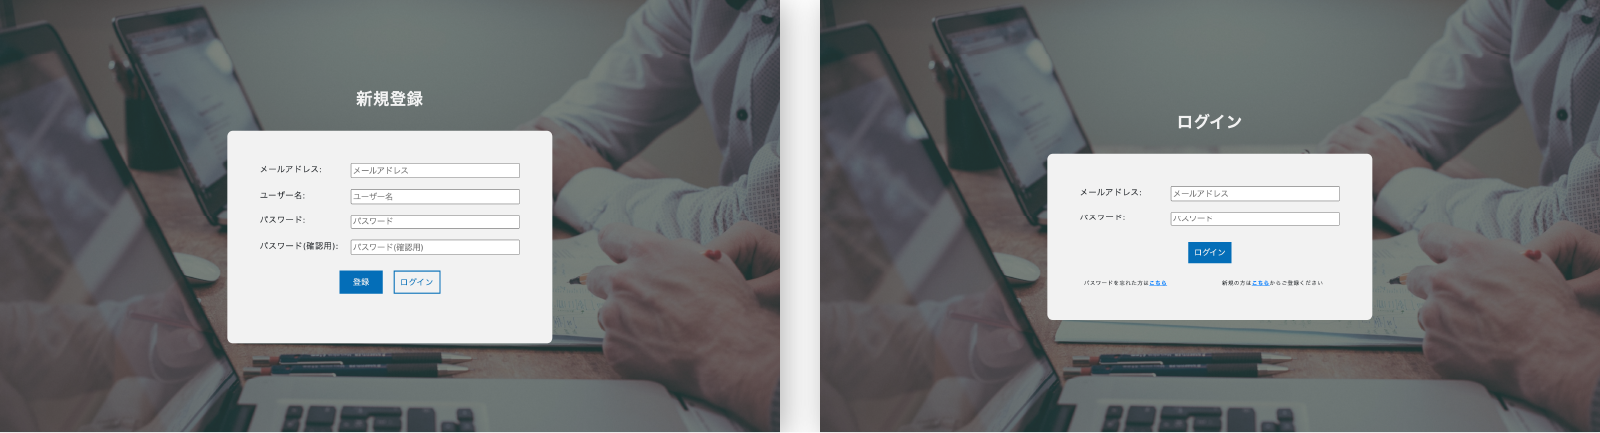 新規登録
メールアドレス: メールアドレス
ユーザー名: ユーザー名
パスワード: パスワード
パスワード(確認用): パスワード(確認用)
登録 ログイン
ログイン
メールアドレス: メールアドレス
パスワード: パスワード
ログイン
パスワードを忘れた方はこちら 新規の方はこちらからご登録ください